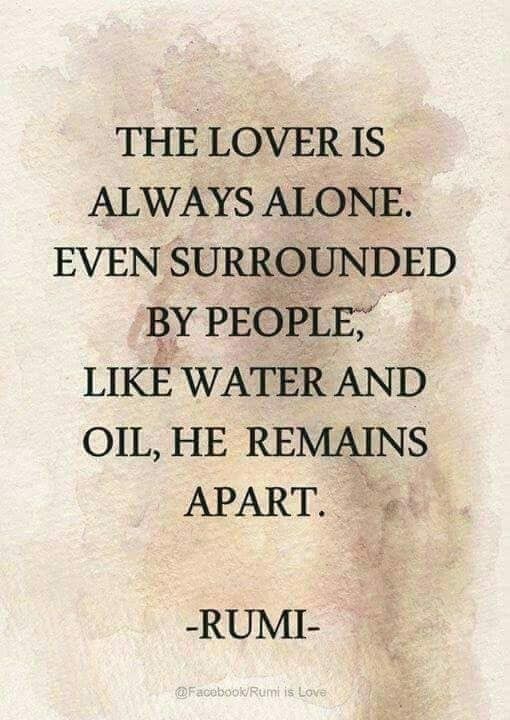 THE LOVER IS
ALWAYS ALONE.
EVEN SURROUNDED
BY PEOPLE,
LIKE WATER AND
OIL, HE REMAINS
APART.
-RUMI-
@Facebook/Rumi is Love